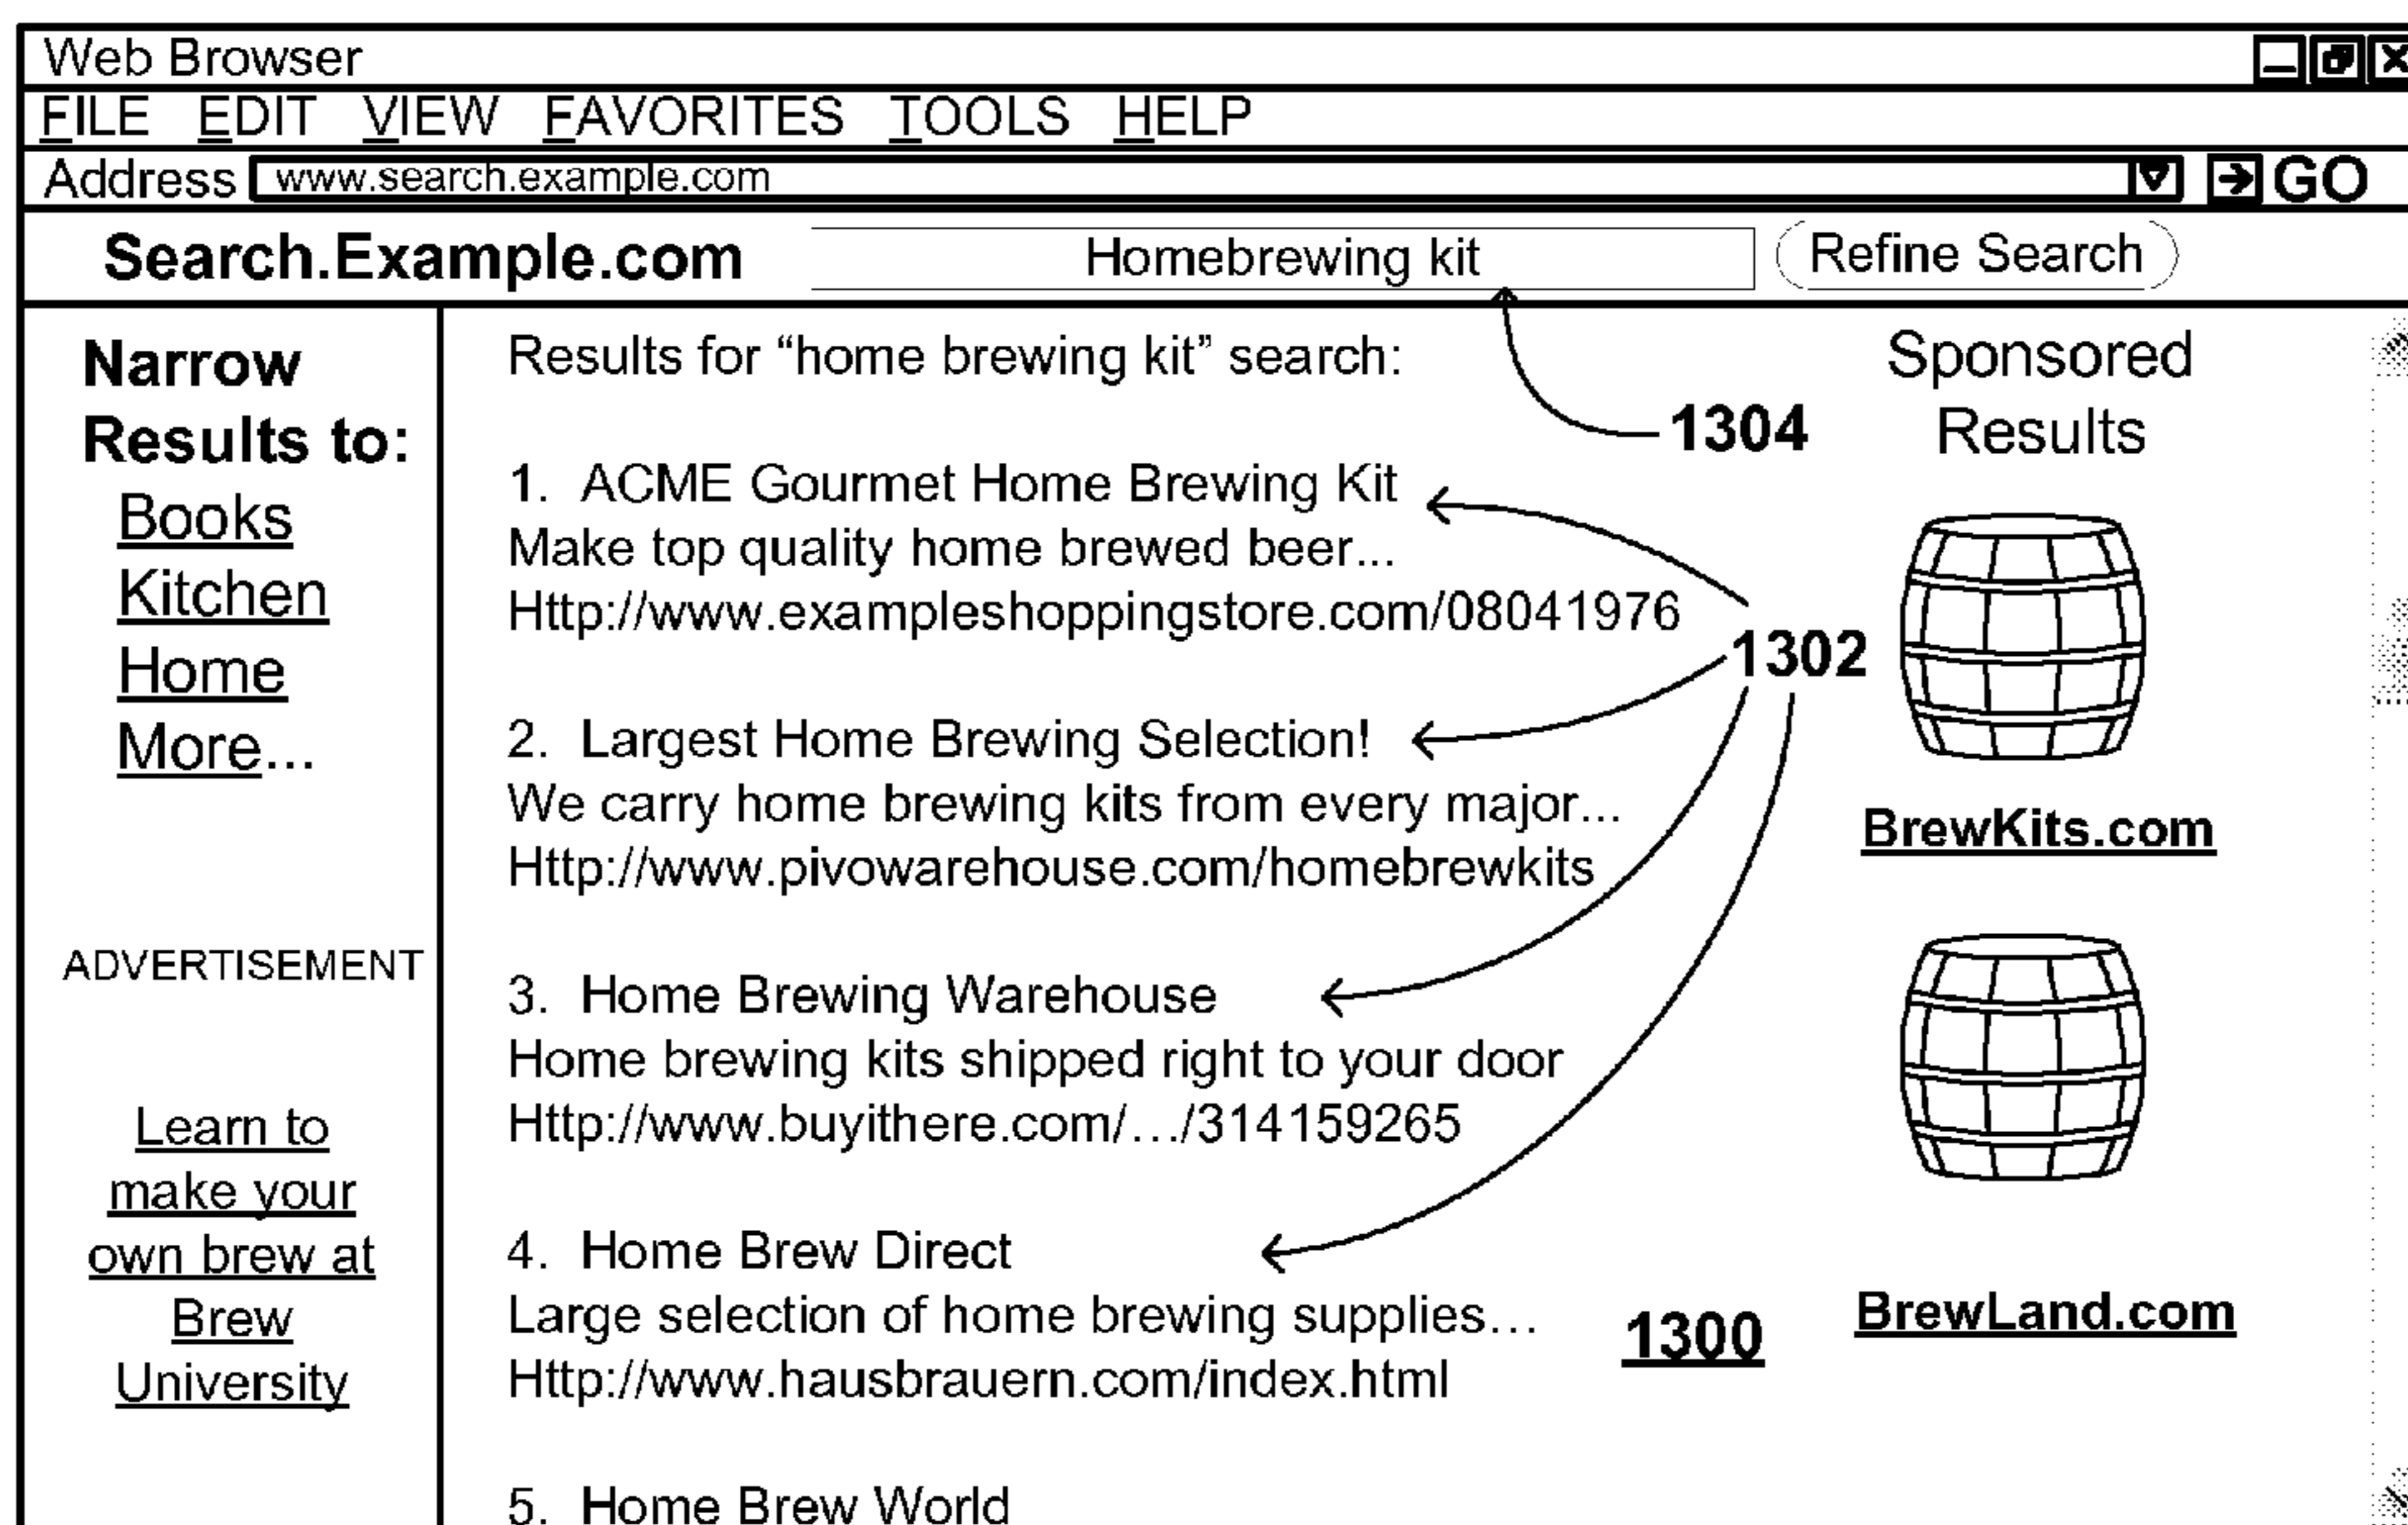 Web Browser
FILE EDIT VIEW FAVORITES TOOLS HELP
Address www.search.example.com GO
Search.Example.com Homebrewing kit Refine Search
Narrow
Results to:
Books
Kitchen
Home
More...
ADVERTISEMENT
Learn to
make your
own brew at
Brew
University
Results for “home brewing kit” search:
1304
1. ACME Gourmet Home Brewing Kit
Make top quality home brewed beer...
Http://www.exampleshoppingstore.com/08041976
1302
2. Largest Home Brewing Selection!
We carry home brewing kits from every major...
Http://www.pivowarehouse.com/homebrewkits
3. Home Brewing Warehouse
Home brewing kits shipped right to your door
Http://www.buyithere.com/.../314159265
4. Home Brew Direct
Large selection of home brewing supplies...
Http://www.hausbrauern.com/index.html
1300
5. Home Brew World
Sponsored
Results
BrewKits.com
BrewLand.com